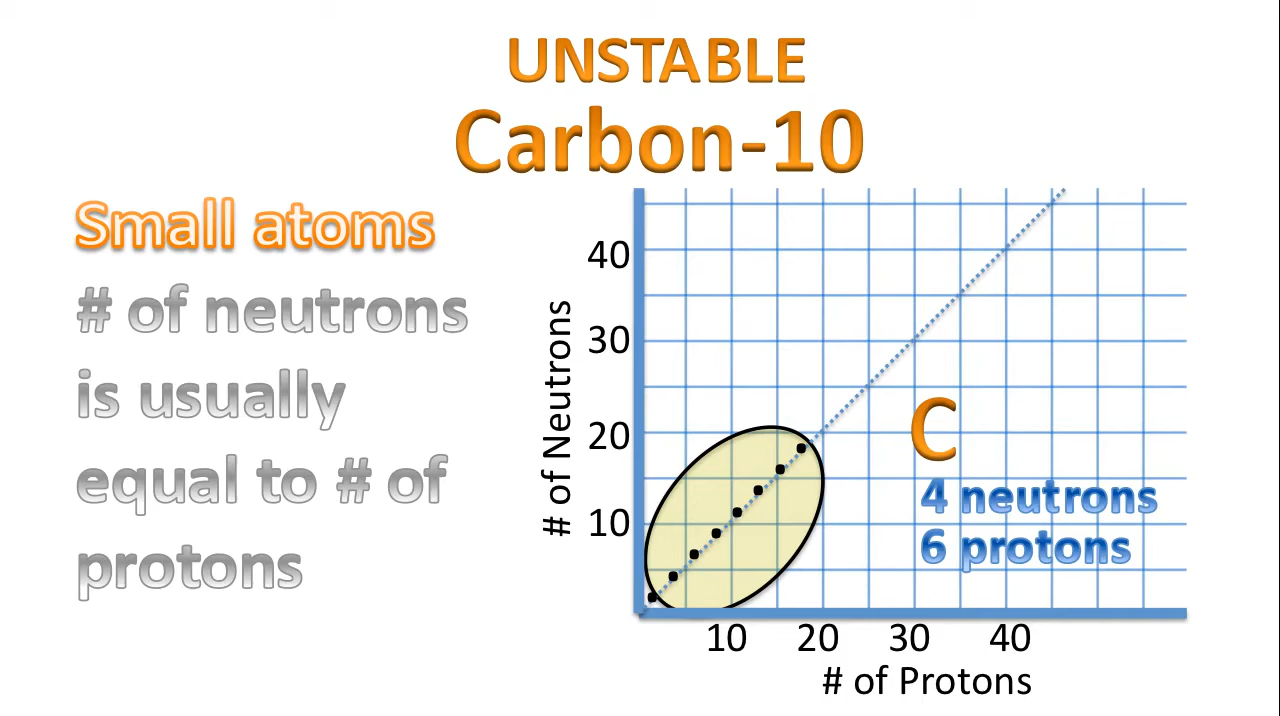 UNSTABLE
Carbon-10
Small atoms
# of neutrons
is usually
equal to # of
protons
# of Neutrons
40
30
20
10
C
4 neutrons
6 protons
10 20 30 40
# of Protons